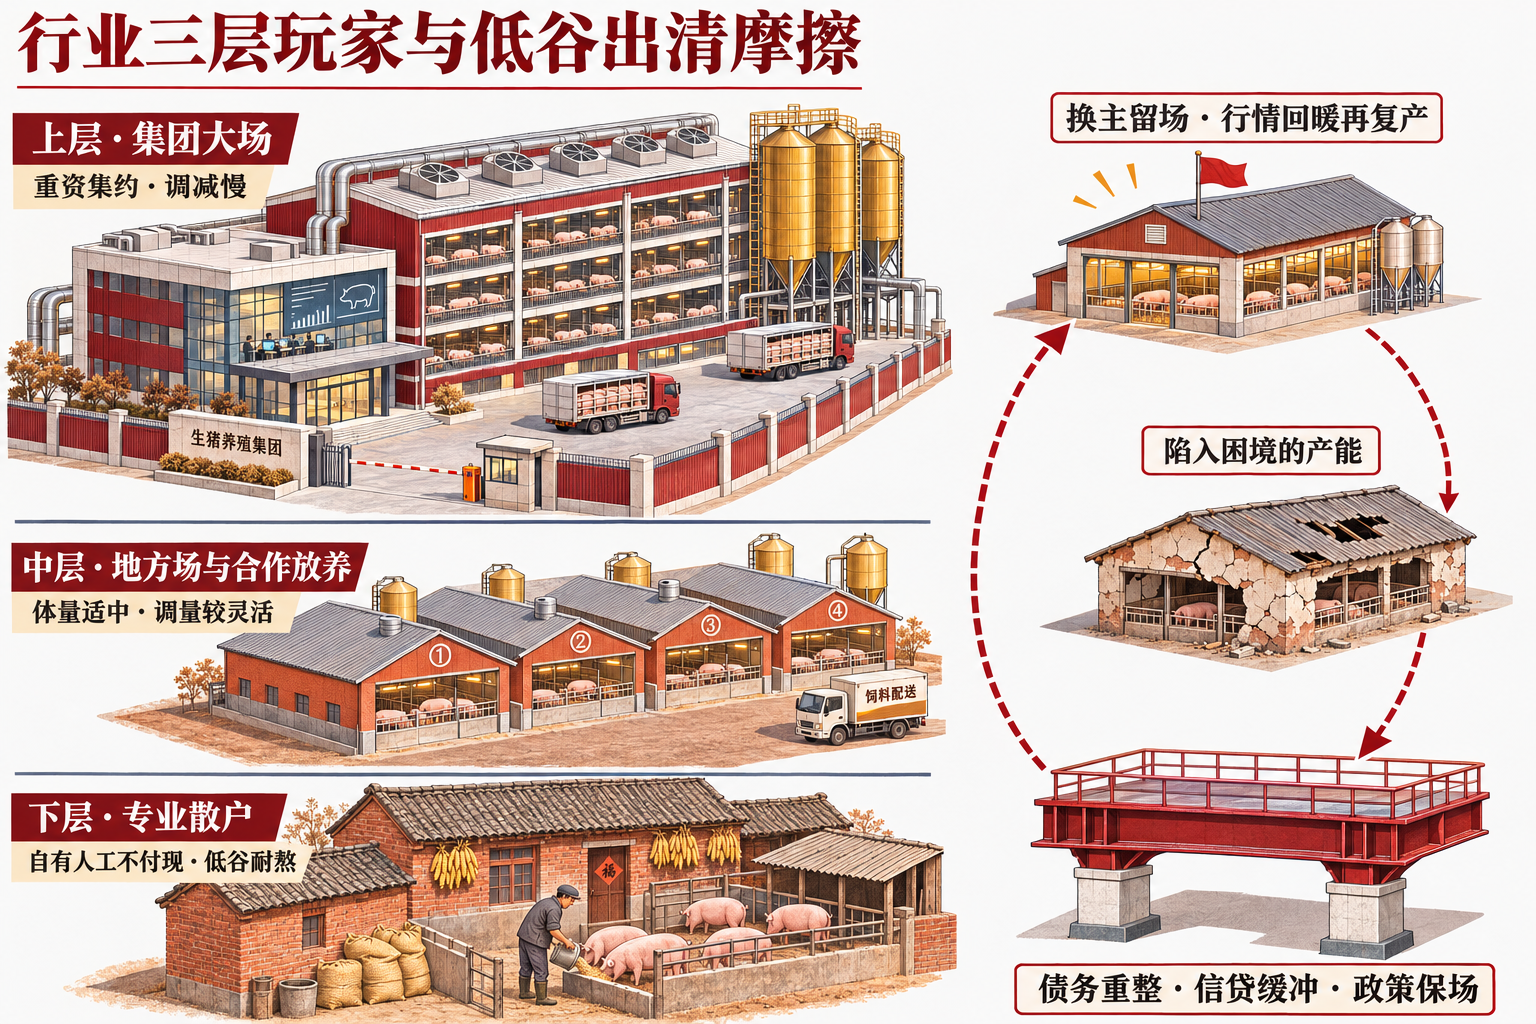 行业三层玩家与低谷出清摩擦
上层·集团大场
重资集约·调减慢
生猪养殖集团
中层·地方场与合作放养
体量适中·调量较灵活
①
②
③
④
饲料配送
下层·专业散户
自有人工不付现·低谷耐熬
福
换主留场·行情回暖再复产
陷入困境的产能
债务重整·信贷缓冲·政策保场